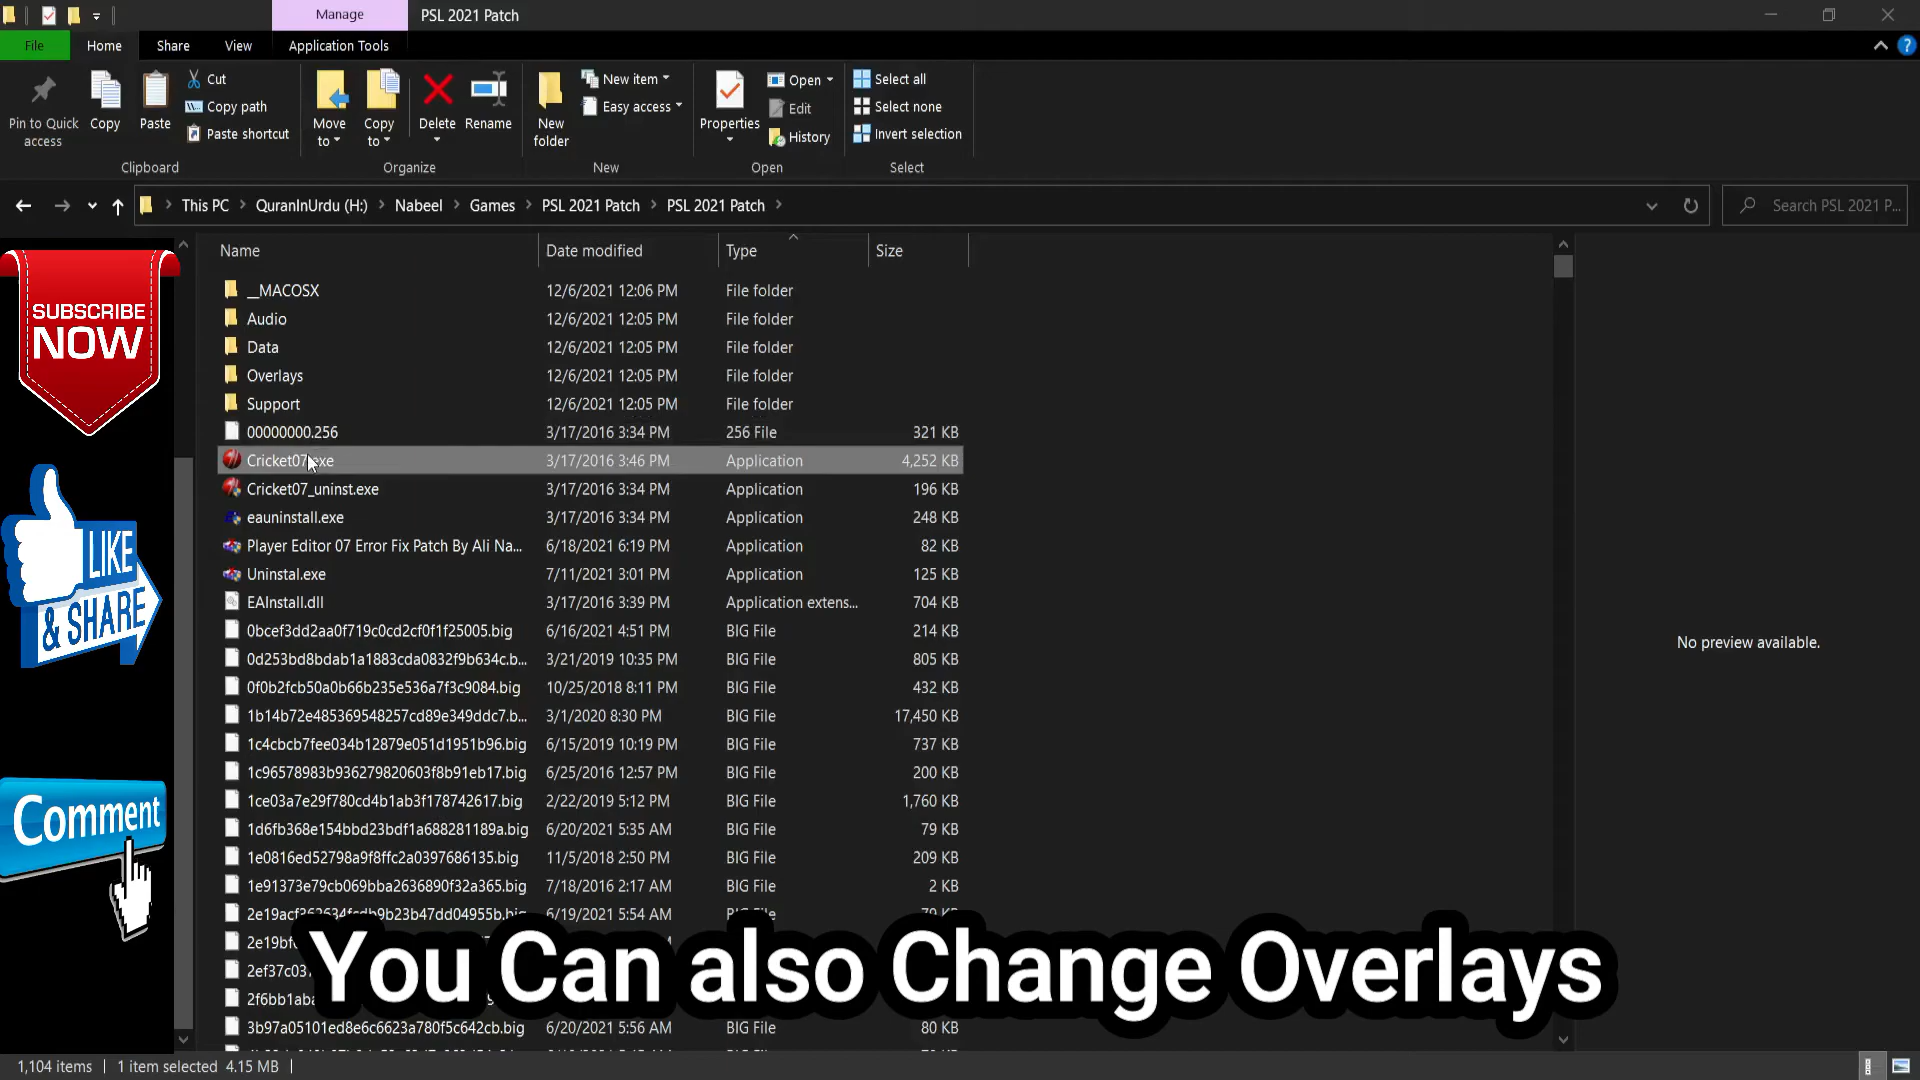 Manage PSL 2021 Patch
File Home Share View Application Tools
Pin to Quick access
Copy
Paste
Cut
Copy path
Paste shortcut
Clipboard
Move to
Copy to
Delete
Rename
Organize
New folder
New item
Easy access
New
Properties
Open
Edit
History
Open
Select all
Select none
Invert selection
Select
This PC > QuranInUrdu (H:) > Nabeel > Games > PSL 2021 Patch > PSL 2021 Patch >
Search PSL 2021 P...
SUBSCRIBE
NOW
LIKE
& SHARE
Comment
Name Date modified Type Size
__MACOSX 12/6/2021 12:06 PM File folder
Audio 12/6/2021 12:05 PM File folder
Data 12/6/2021 12:05 PM File folder
Overlays 12/6/2021 12:05 PM File folder
Support 12/6/2021 12:05 PM File folder
00000000.256 3/17/2016 3:34 PM 256 File 321 KB
Cricket07.exe 3/17/2016 3:46 PM Application 4,252 KB
Cricket07_uninst.exe 3/17/2016 3:34 PM Application 196 KB
eauninstall.exe 3/17/2016 3:34 PM Application 248 KB
Player Editor 07 Error Fix Patch By Ali Na... 6/18/2021 6:19 PM Application 82 KB
Uninstal.exe 7/11/2021 3:01 PM Application 125 KB
EAInstall.dll 3/17/2016 3:39 PM Application extens... 704 KB
0bcef3dd2aa0f719c0cd2cf0f1f25005.big 6/16/2021 4:51 PM BIG File 214 KB
0d253bd8bdab1a1883cda0832f9b634c.b... 3/21/2019 10:35 PM BIG File 805 KB
0f0b2fcb50a0b66b235e536a7f3c9084.big 10/25/2018 8:11 PM BIG File 432 KB
1b14b72e485369548257cd89e349ddc7.b... 3/1/2020 8:30 PM BIG File 17,450 KB
1c4cbcb7fee034b12879e051d1951b96.big 6/15/2019 10:19 PM BIG File 737 KB
1c96578983b936279820603f8b91eb17.big 6/25/2016 12:57 PM BIG File 200 KB
1ce03a7e29f780cd4b1ab3f178742617.big 2/22/2019 5:12 PM BIG File 1,760 KB
1d6fb368e154bbd23bdf1a688281189a.big 6/20/2021 5:35 AM BIG File 79 KB
1e0816ed52798a9f8ffc2a0397686135.big 11/5/2018 2:50 PM BIG File 209 KB
1e91373e79cb069bba2636890f32a365.big 7/18/2016 2:17 AM BIG File 2 KB
6/19/2021 5:54 AM BIG File 79 KB
3b97a05101ed8e6c6623a780f5c642cb.big 6/20/2021 5:56 AM BIG File 80 KB
No preview available.
You Can also Change Overlays
1,104 items 1 item selected 4.15 MB